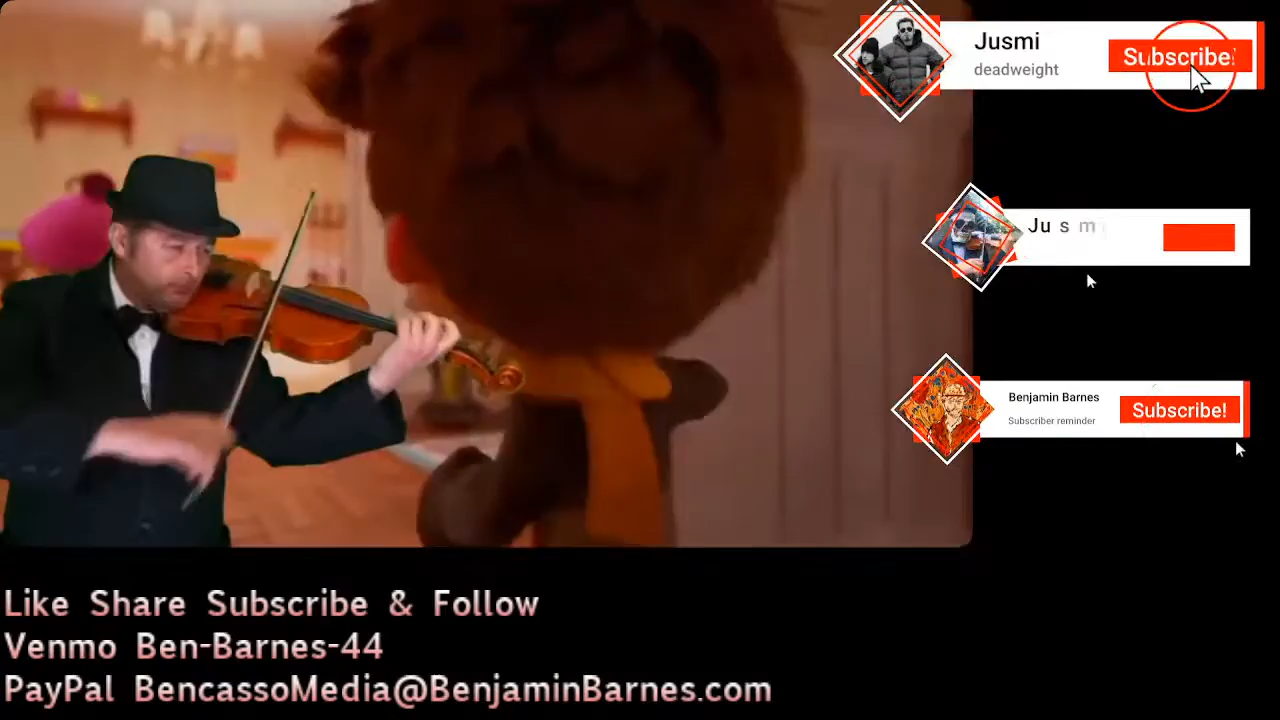 Jusmi
deadweight
Subscribe!
Jusm
Benjamin Barnes
Subscriber reminder
Subscribe!
Like Share Subscribe & Follow
Venmo Ben-Barnes-44
PayPal BencassoMedia@BenjaminBarnes.com